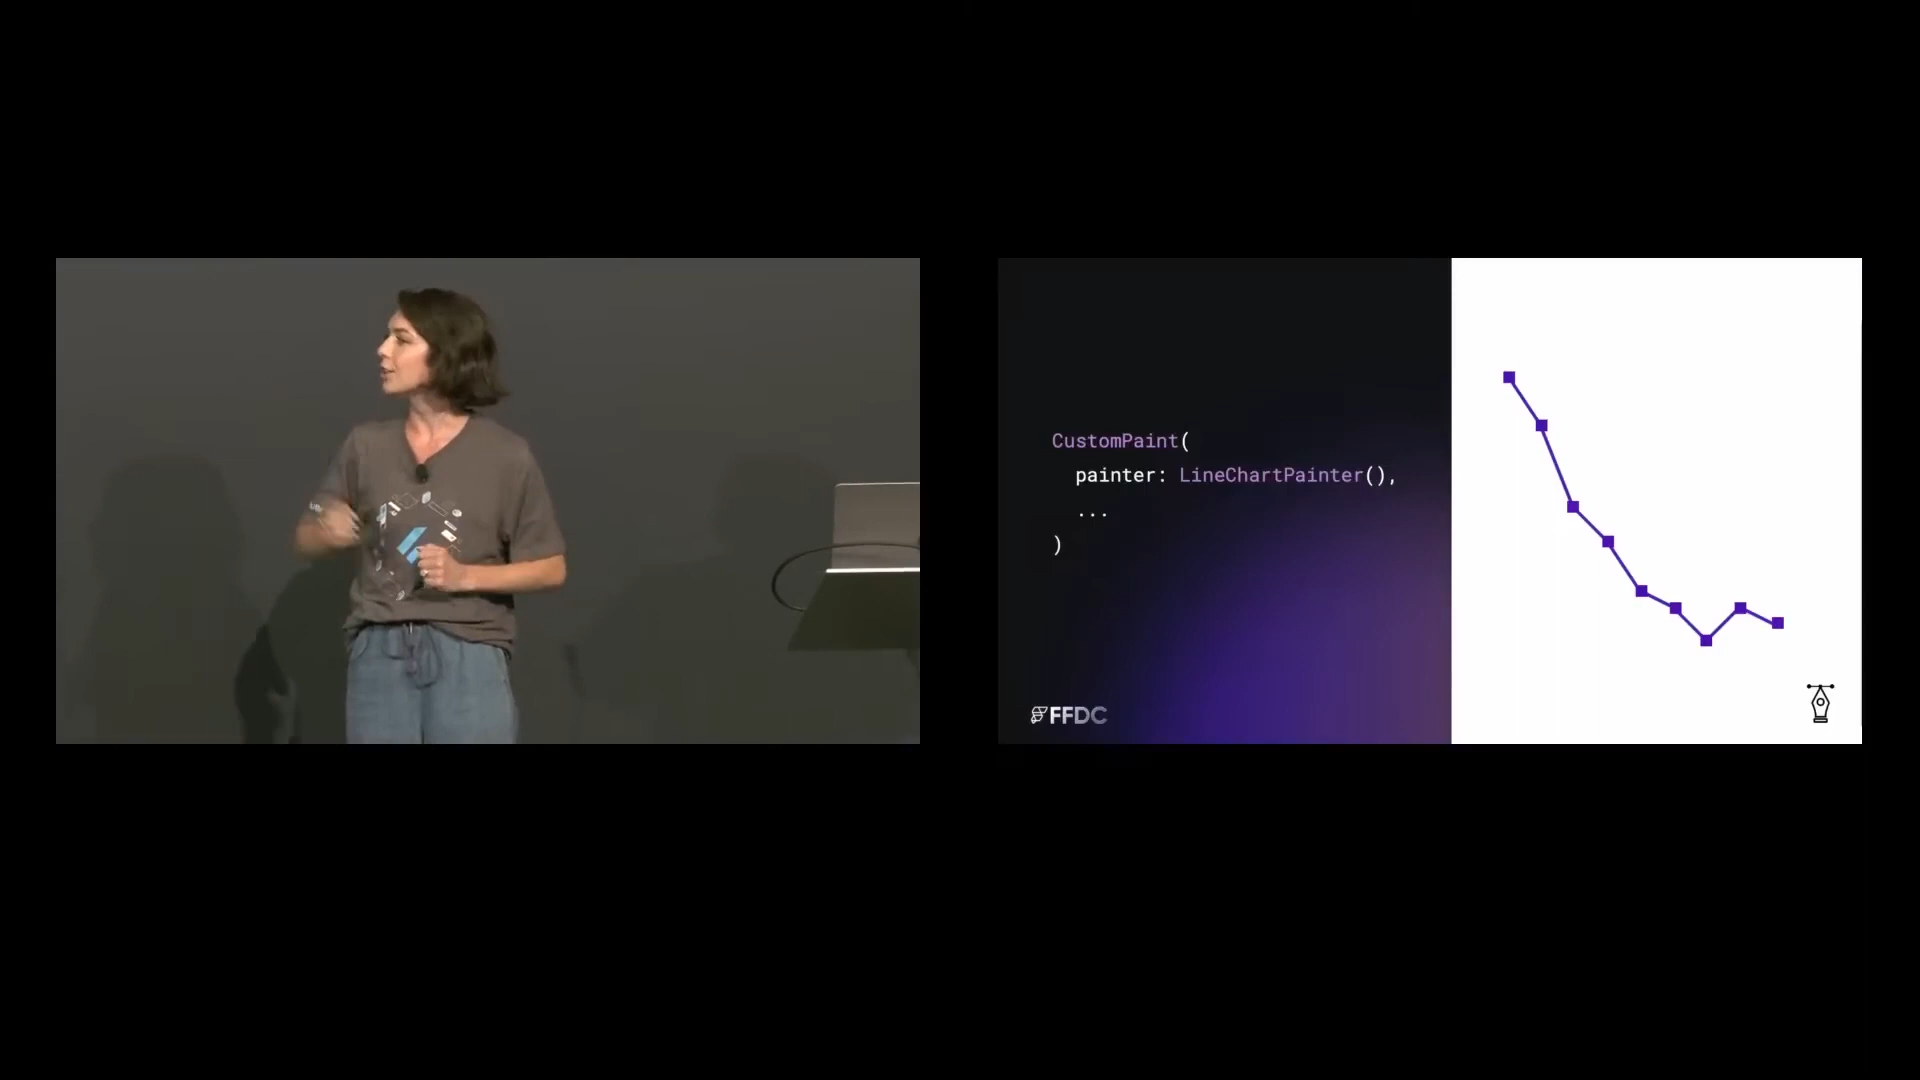 CustomPaint(
painter: LineChartPainter(),
...
)
FFDC